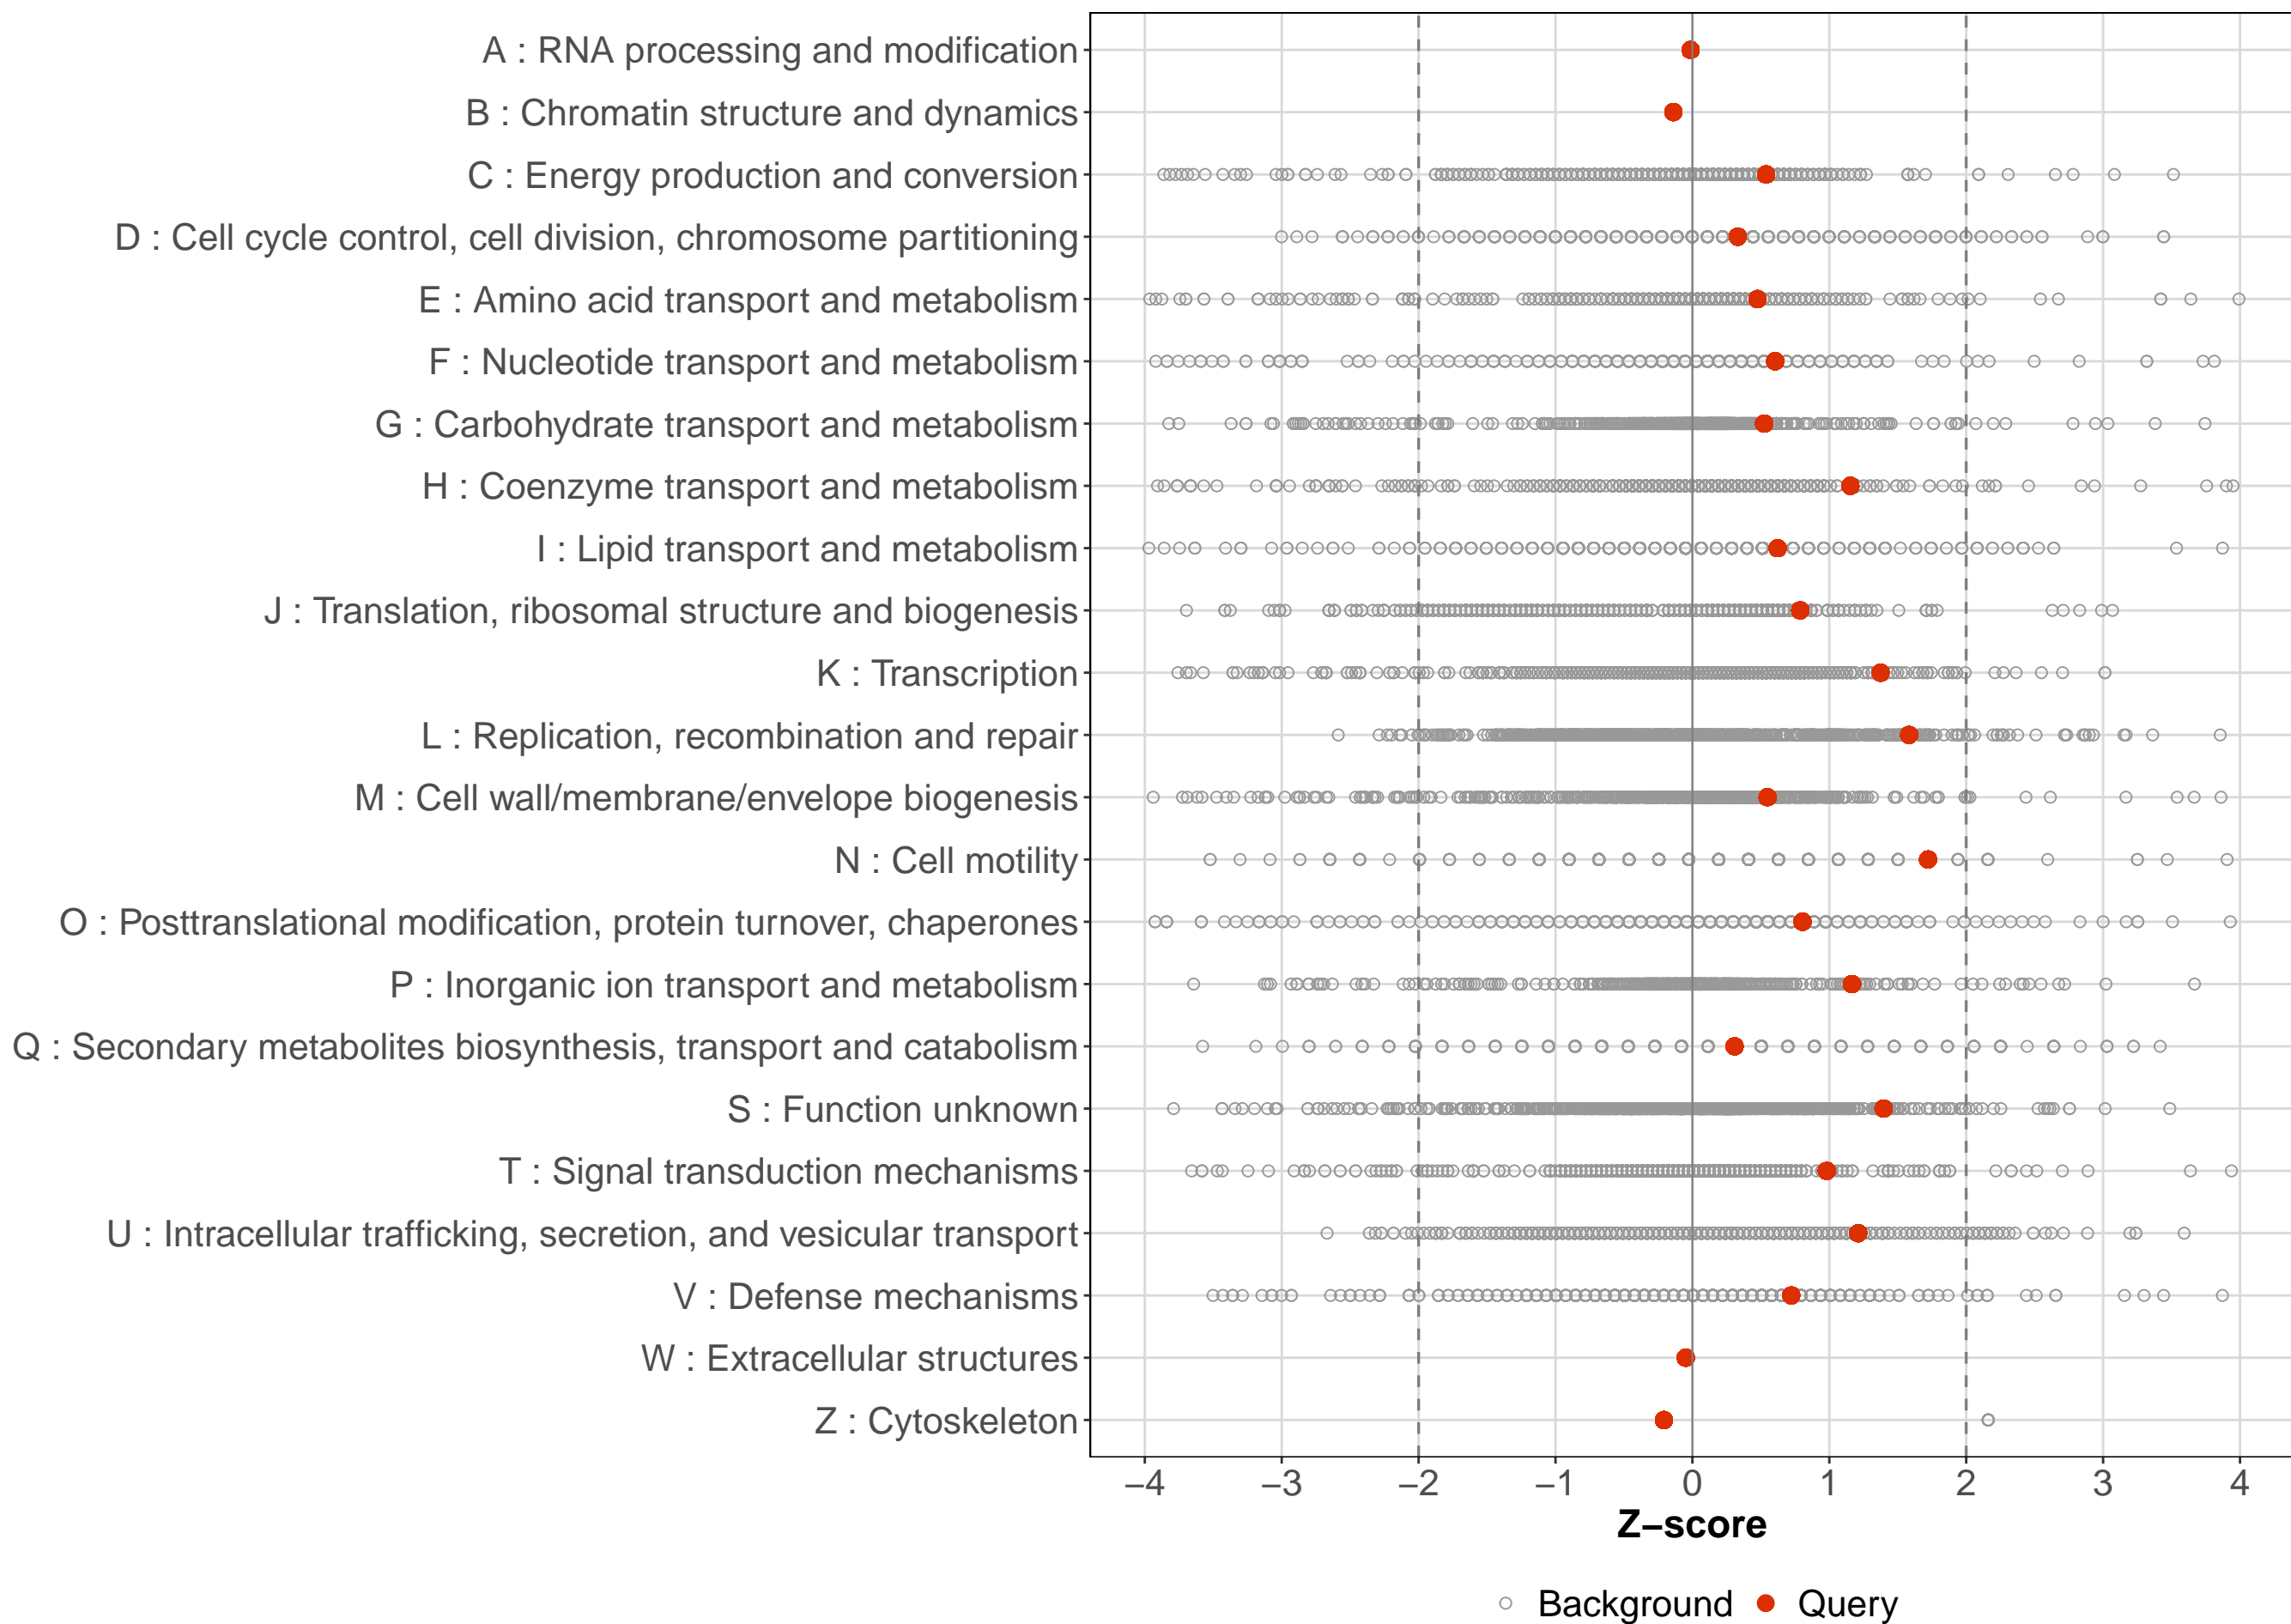 A : RNA processing and modification
B : Chromatin structure and dynamics
C : Energy production and conversion
D : Cell cycle control, cell division, chromosome partitioning
E : Amino acid transport and metabolism
F : Nucleotide transport and metabolism
G : Carbohydrate transport and metabolism
H : Coenzyme transport and metabolism
I : Lipid transport and metabolism
J : Translation, ribosomal structure and biogenesis
K : Transcription
L : Replication, recombination and repair
M : Cell wall/membrane/envelope biogenesis
N : Cell motility
O : Posttranslational modification, protein turnover, chaperones
P : Inorganic ion transport and metabolism
Q : Secondary metabolites biosynthesis, transport and catabolism
S : Function unknown
T : Signal transduction mechanisms
U : Intracellular trafficking, secretion, and vesicular transport
V : Defense mechanisms
W : Extracellular structures
Z : Cytoskeleton
−4 −3 −2 −1 0 1 2 3 4
Z−score
Background Query